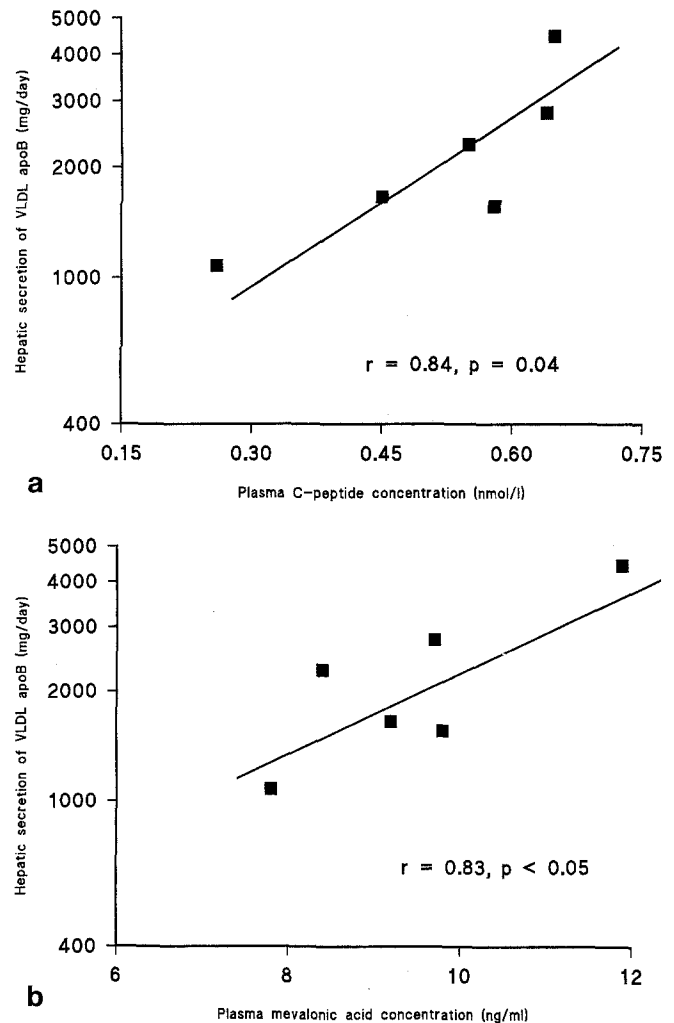 5000
4000
3000
2000
1000
400
Hepatic secretion of VLDL apoB (mg/day)
r = 0.84, p = 0.04
0.15 0.30 0.45 0.60 0.75
a
Plasma C-peptide concentration (nmol/l)
5000
4000
3000
2000
1000
400
Hepatic secretion of VLDL apoB (mg/day)
r = 0.83, p < 0.05
6 8 10 12
b
Plasma mevalonic acid concentration (ng/ml)